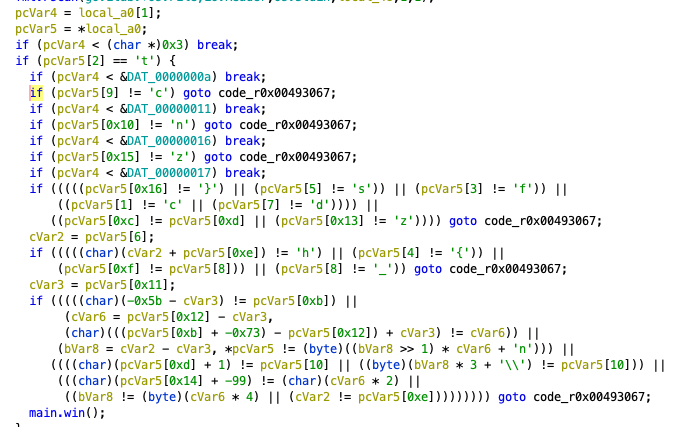 pcVar4 = local_a0[1];
pcVar5 = *local_a0;
if (pcVar4 < (char *)0x3) break;
if (pcVar5[2] == 't') {
if (pcVar4 < &DAT_0000000a) break;
if (pcVar5[9] != 'c') goto code_r0x00493067;
if (pcVar4 < &DAT_00000011) break;
if (pcVar5[0x10] != 'n') goto code_r0x00493067;
if (pcVar4 < &DAT_00000016) break;
if (pcVar5[0x15] != 'z') goto code_r0x00493067;
if (pcVar4 < &DAT_00000017) break;
if (((((pcVar5[0x16] != '}') || (pcVar5[5] != 's')) || (pcVar5[3] != 'f')) ||
((pcVar5[1] != 'c' || (pcVar5[7] != 'd')))) ||
((pcVar5[0xc] != pcVar5[0xd] || (pcVar5[0x13] != 'z')))) goto code_r0x00493067;
cVar2 = pcVar5[6];
if (((((char)(cVar2 + pcVar5[0xe]) != 'h') || (pcVar5[4] != '{')) ||
(pcVar5[0xf] != pcVar5[8])) || (pcVar5[8] != '_')) goto code_r0x00493067;
cVar3 = pcVar5[0x11];
if (((((char)(-0x5b - cVar3) != pcVar5[0xb]) ||
(cVar6 = pcVar5[0x12] - cVar3,
(char)(((pcVar5[0xb] + -0x73) - pcVar5[0x12]) + cVar3) != cVar6)) ||
(bVar8 = cVar2 - cVar3, *pcVar5 != (byte)((bVar8 >> 1) * cVar6 + 'n'))) ||
((((char)(pcVar5[0xd] + 1) != pcVar5[10] || ((byte)(bVar8 * 3 + '\\') != pcVar5[10])) ||
(((char)(pcVar5[0x14] + -99) != (char)(cVar6 * 2) ||
((bVar8 != (byte)(cVar6 * 4) || (cVar2 != pcVar5[0xe]))))))))) goto code_r0x00493067;
main.win();